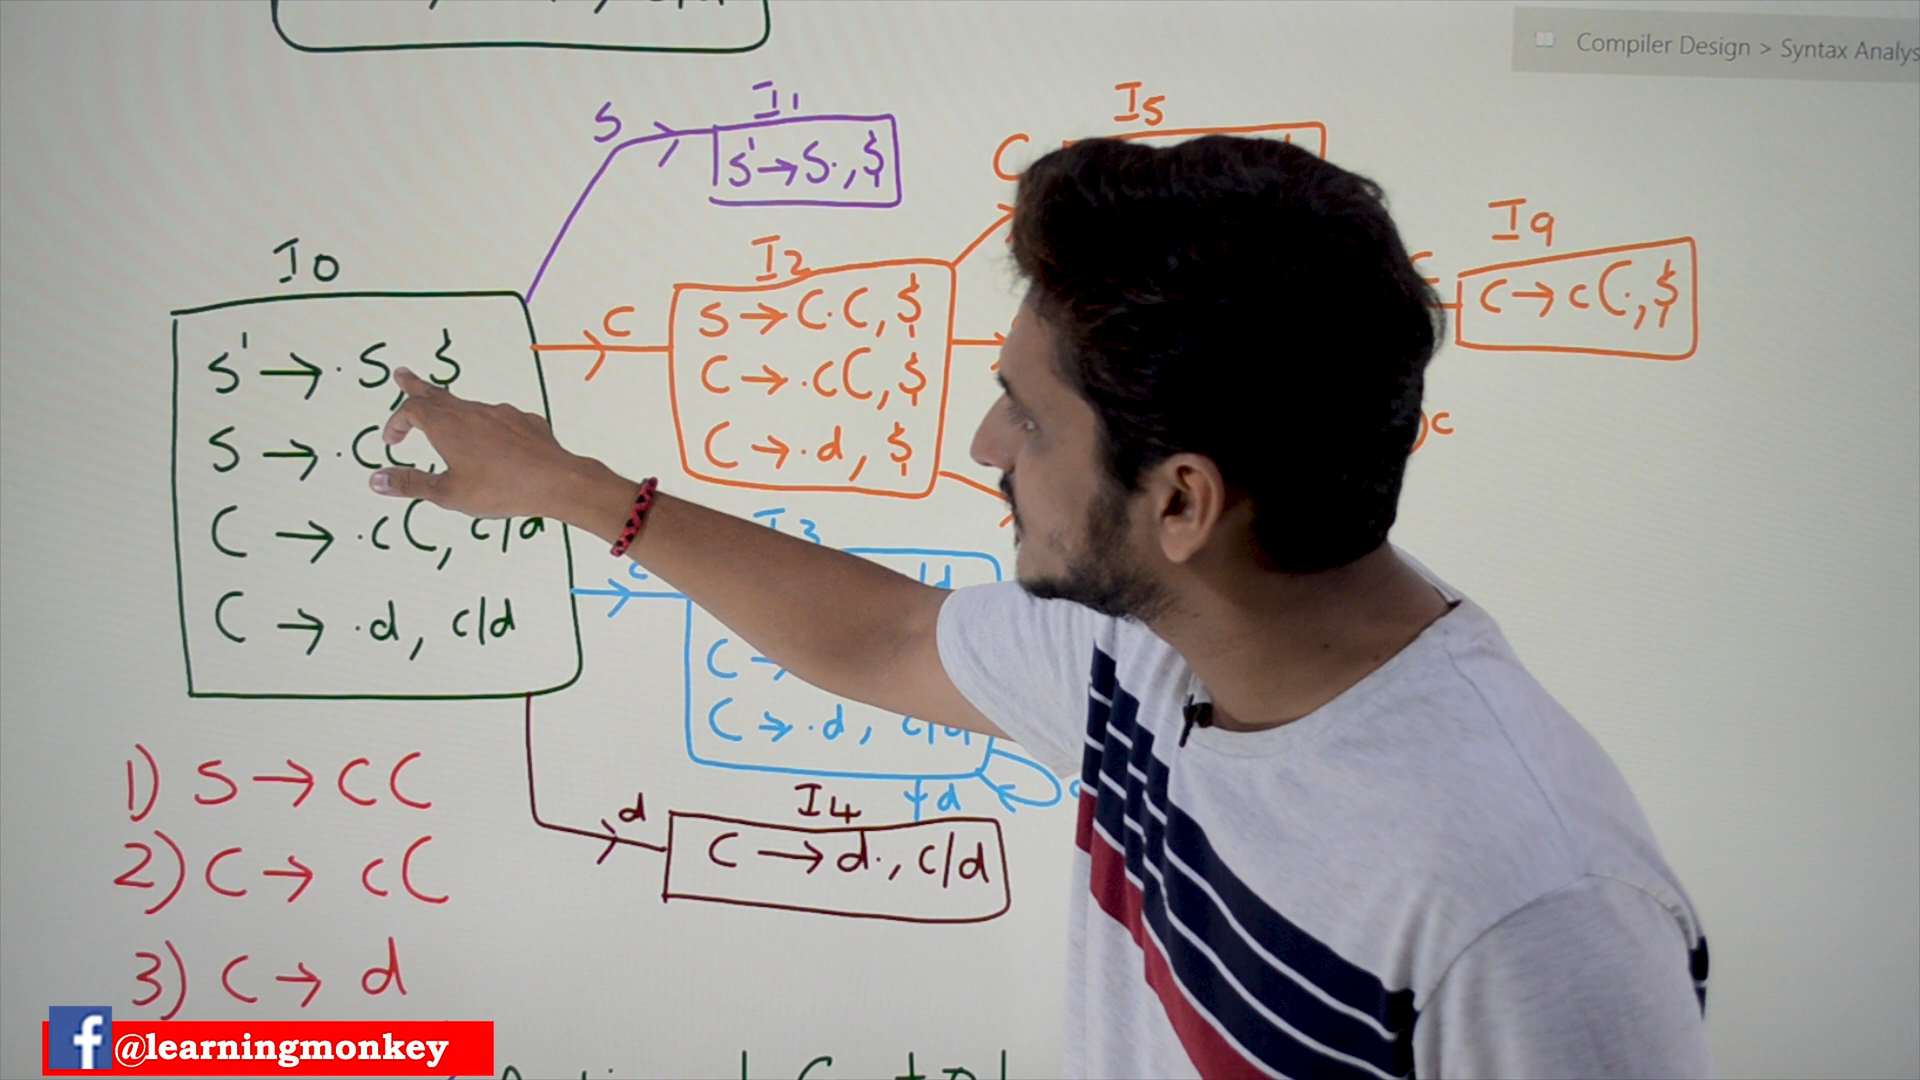 Compiler Design > Syntax Analys
S
I1
S' → S. , $
I5
C
I9
C → cC. , $
I0
S' → .S, $
S → .CC,
C → .cC, c/d
C → .d, c/d
C
I2
S → C.C, $
C → .cC, $
C → .d, $
c
c
I3
/d
C →
C → .d, c/d
d
d
I4
C → d. , c/d
1) S → CC
2) C → cC
3) C → d
@learningmonkey